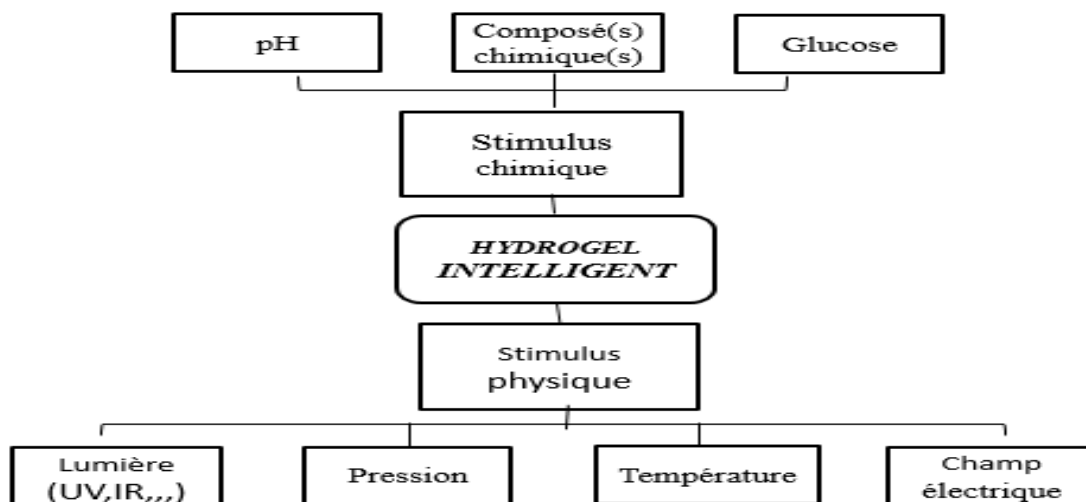 pH
Composé(s)
chimique(s)
Glucose
Stimulus
chimique
HYDROGEL
INTELLIGENT
Stimulus
physique
Lumière
(UV,IR,,,)
Pression
Température
Champ
électrique